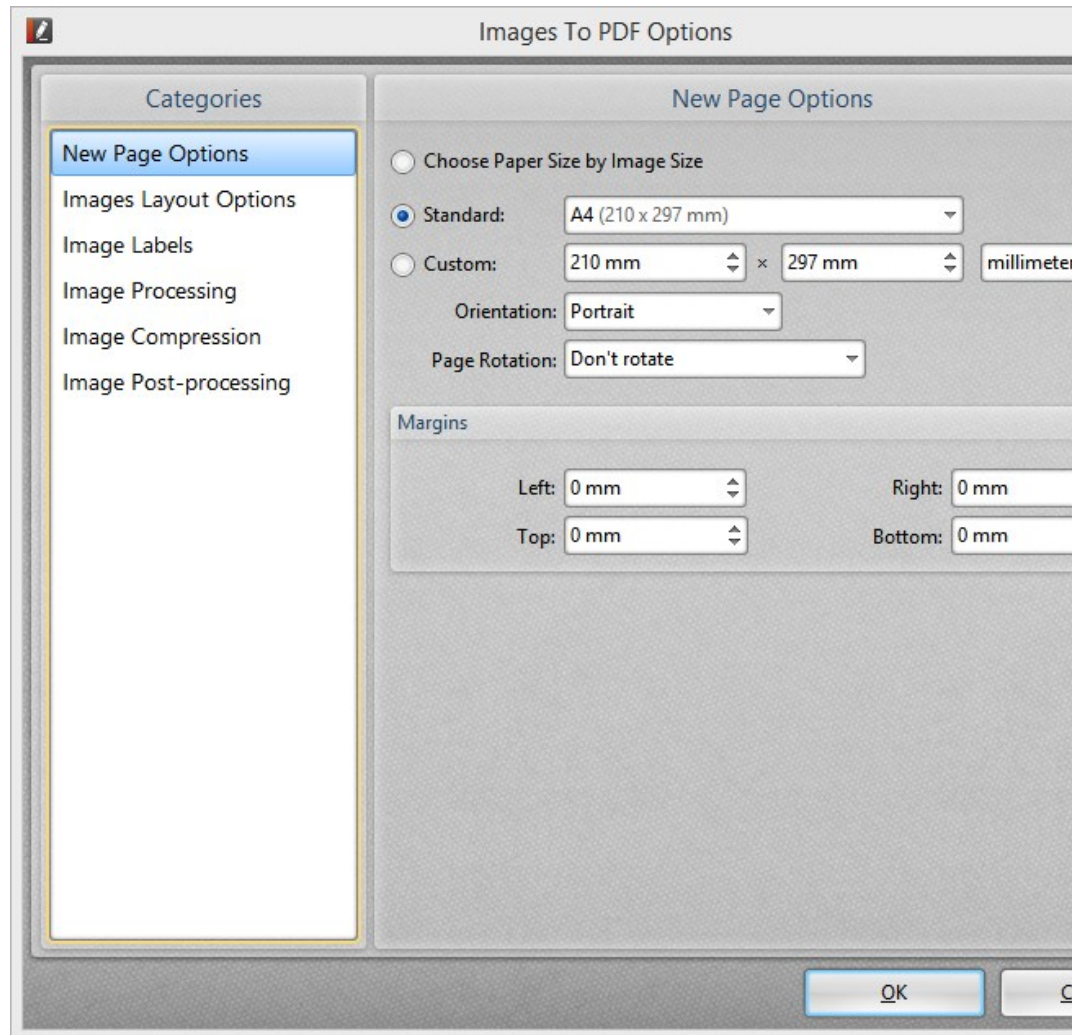 Images To PDF Options
Categories
New Page Options
Images Layout Options
Image Labels
Image Processing
Image Compression
Image Post-processing
New Page Options
Choose Paper Size by Image Size
Standard: A4 (210 x 297 mm)
Custom: 210 mm × 297 mm millimeter
Orientation: Portrait
Page Rotation: Don't rotate
Margins
Left: 0 mm Right: 0 mm
Top: 0 mm Bottom: 0 mm
OK C